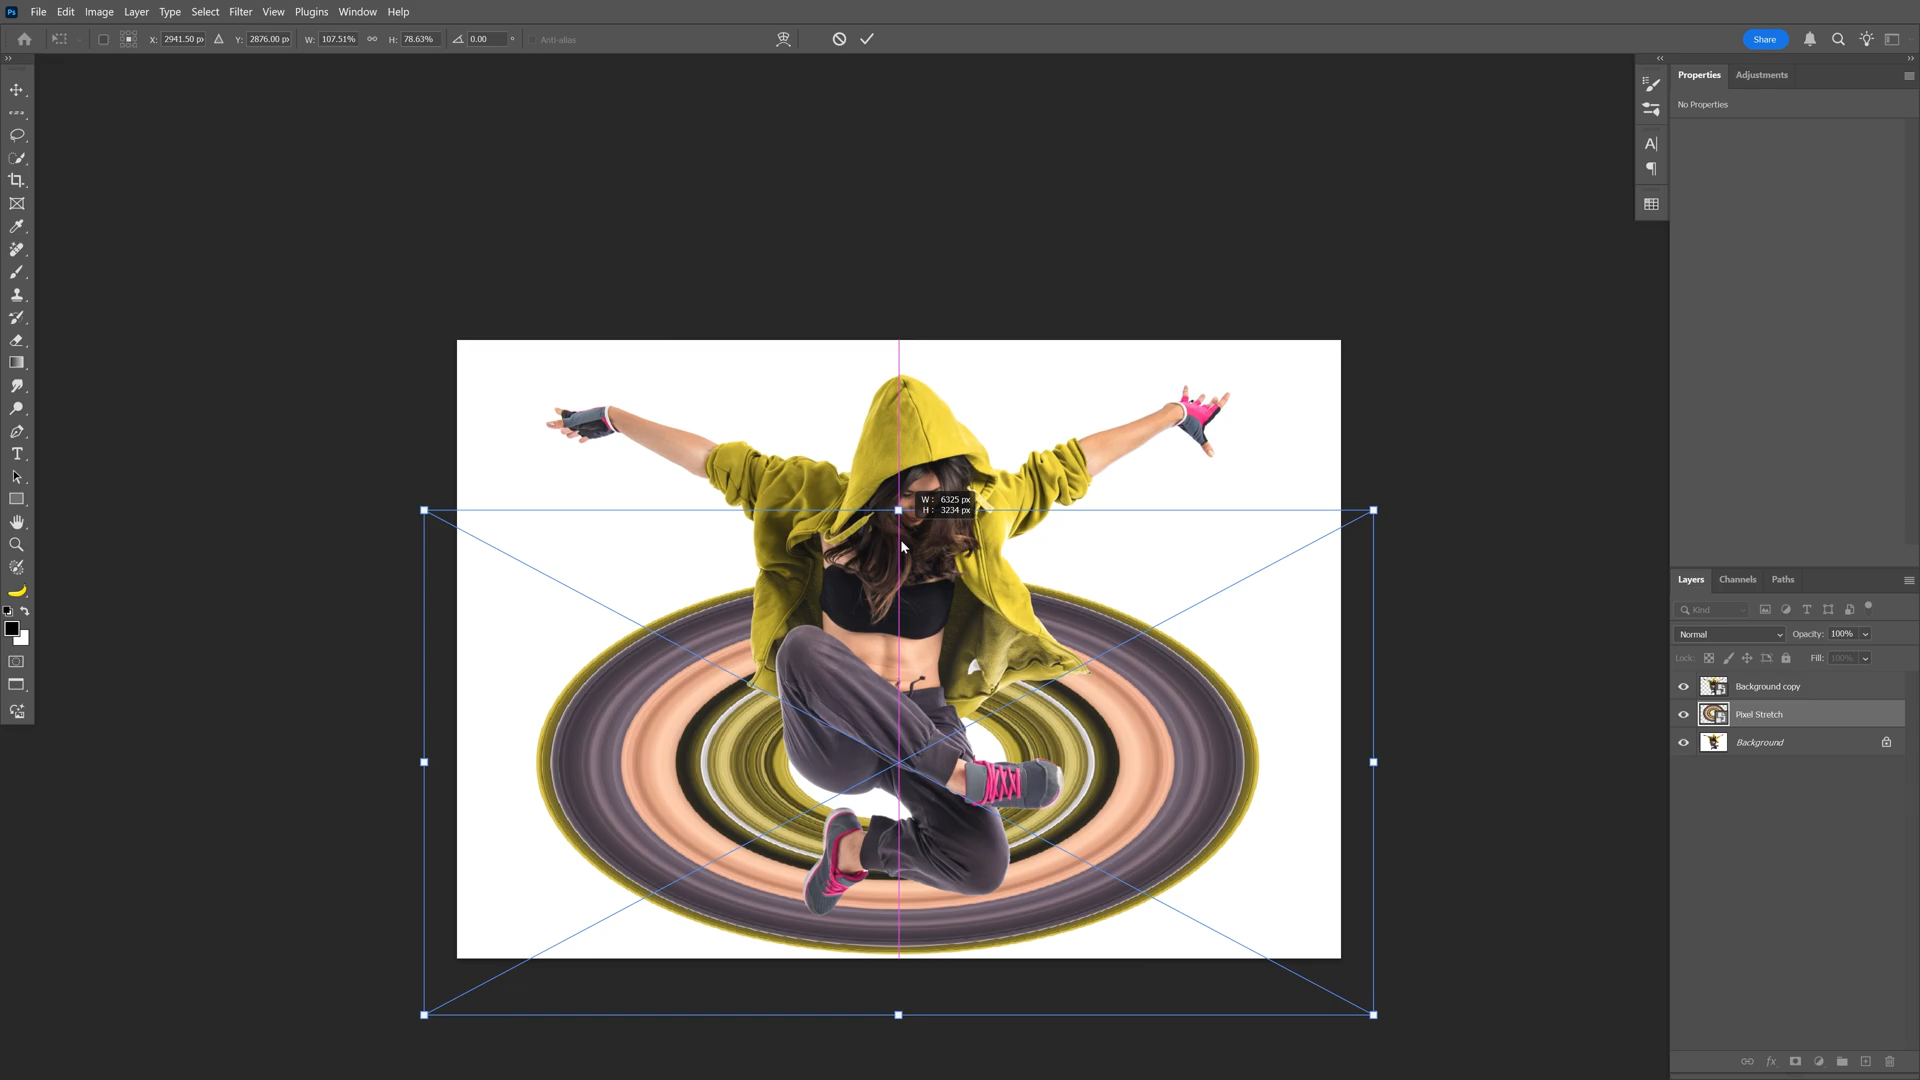 Ps File Edit Image Layer Type Select Filter View Plugins Window Help
X: 2941.50 px Y: 2876.00 px W: 107.51% H: 78.63% 0.00 ° Anti-alias Share
Properties Adjustments
No Properties
W : 6325 px
H : 3234 px
Layers Channels Paths
Kind
Normal Opacity: 100%
Lock: Fill: 100%
Background copy
Pixel Stretch
Background